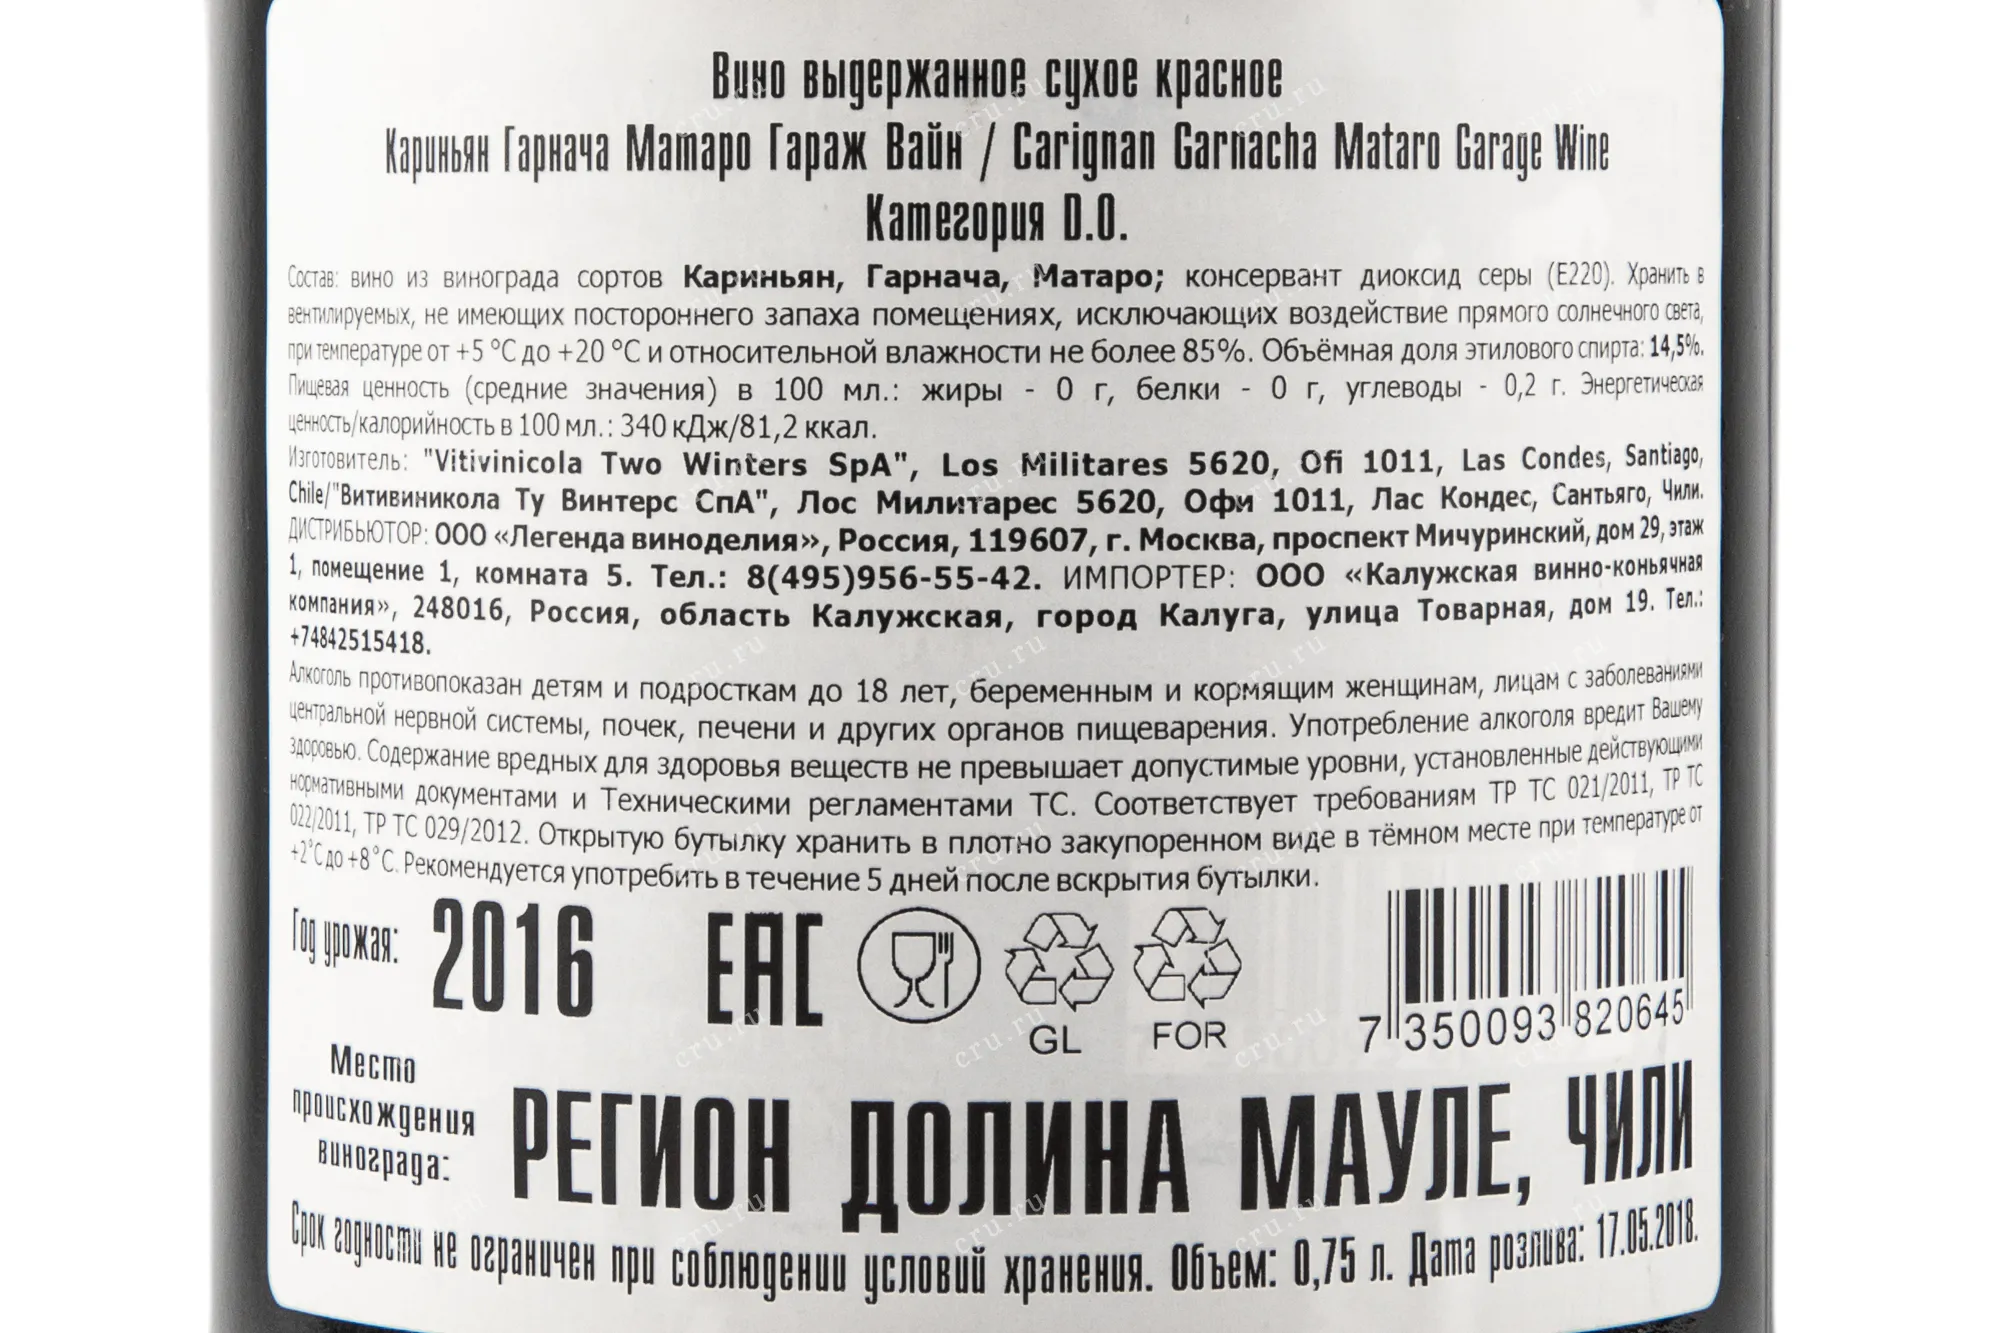 Вино выдержанное сухое красное
Кариньян Гарнача Матаро Гараж Вайн / Carignan Garnacha Mataro Garage Wine
Категория D.O.
Состав: вино из винограда сортов Кариньян, Гарнача, Матаро; консервант диоксид серы (E220). Хранить в
вентилируемых, не имеющих постороннего запаха помещениях, исключающих воздействие прямого солнечного света,
при температуре от +5 °С до +20 °С и относительной влажности не более 85%. Объёмная доля этилового спирта: 14,5%.
Пищевая ценность (средние значения) в 100 мл.: жиры - 0 г, белки - 0 г, углеводы - 0,2 г. Энергетическая
ценность/калорийность в 100 мл.: 340 кДж/81,2 ккал.
Изготовитель: "Vitivinicola Two Winters SpA", Los Militares 5620, Ofi 1011, Las Condes, Santiago,
Chile/"Витивиникола Ту Винтерс СпА", Лос Милитарес 5620, Офи 1011, Лас Кондес, Сантьяго, Чили.
ДИСТРИБЬЮТОР: ООО «Легенда виноделия», Россия, 119607, г. Москва, проспект Мичуринский, дом 29, этаж
1, помещение 1, комната 5. Тел.: 8(495)956-55-42. ИМПОРТЕР: ООО «Калужская винно-коньячная
компания», 248016, Россия, область Калужская, город Калуга, улица Товарная, дом 19. Тел.:
+74842515418.
Алкоголь противопоказан детям и подросткам до 18 лет, беременным и кормящим женщинам, лицам с заболеваниями
центральной нервной системы, почек, печени и других органов пищеварения. Употребление алкоголя вредит Вашему
здоровью. Содержание вредных для здоровья веществ не превышает допустимые уровни, установленные действующими
нормативными документами и Техническими регламентами ТС. Соответствует требованиям ТР ТС 021/2011, ТР ТС
022/2011, ТР ТС 029/2012. Открытую бутылку хранить в плотно закупоренном виде в тёмном месте при температуре от
+2°С до +8°С. Рекомендуется употребить в течение 5 дней после вскрытия бутылки.
Год урожая: 2016 EAC
GL FOR
7 350093 820645
Место
происхождения
винограда:
РЕГИОН ДОЛИНА МАУЛЕ, ЧИЛИ
Срок годности не ограничен при соблюдении условий хранения. Объем: 0,75 л. Дата розлива: 17.05.2018.
cru.ru